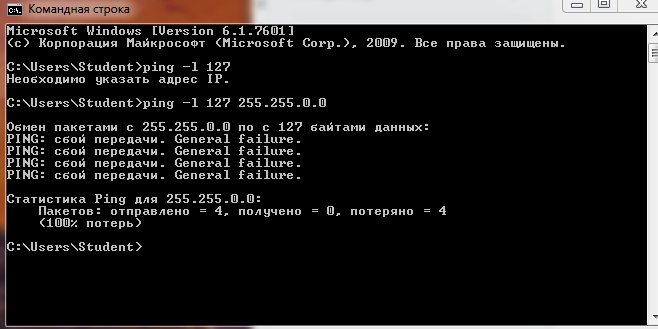 Командная строка
Microsoft Windows [Version 6.1.7601]
(c) Корпорация Майкрософт (Microsoft Corp.), 2009. Все права защищены.
C:\Users\Student>ping -l 127
Необходимо указать адрес IP.
C:\Users\Student>ping -l 127 255.255.0.0
Обмен пакетами с 255.255.0.0 по с 127 байтами данных:
PING: сбой передачи. General failure.
PING: сбой передачи. General failure.
PING: сбой передачи. General failure.
PING: сбой передачи. General failure.
Статистика Ping для 255.255.0.0:
Пакетов: отправлено = 4, получено = 0, потеряно = 4
(100% потерь)
C:\Users\Student>